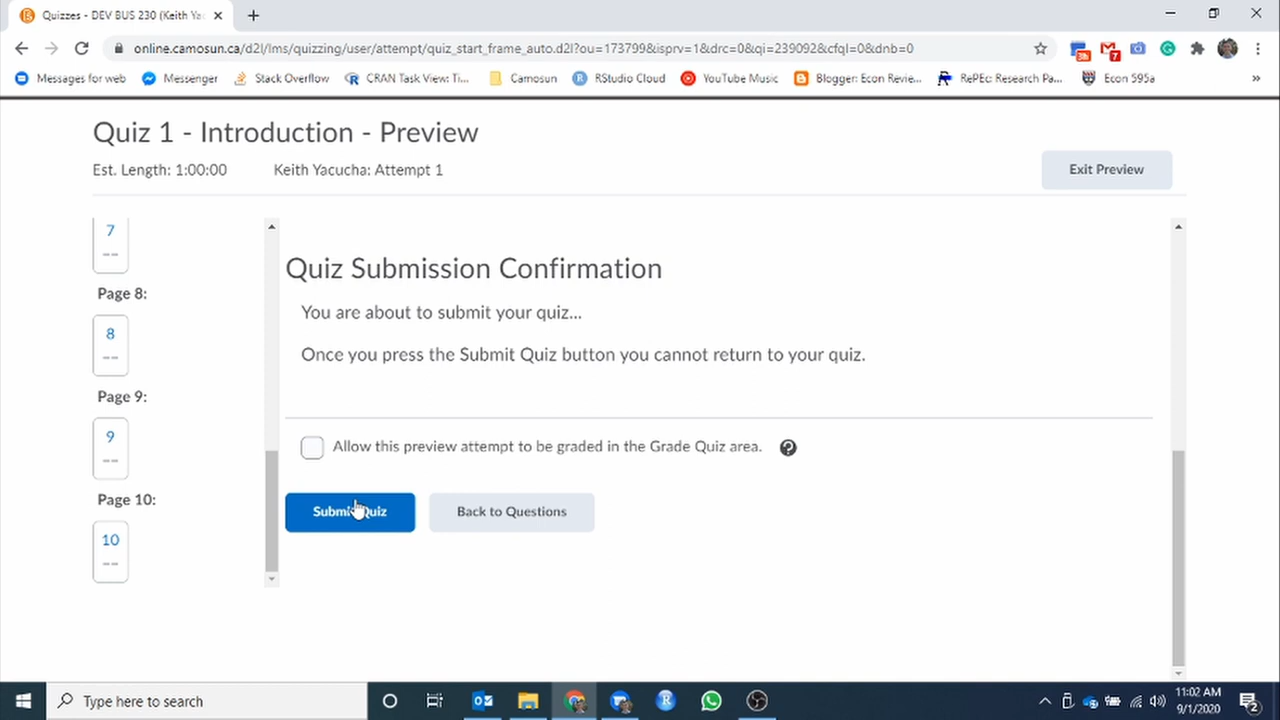 Quizzes - DEV BUS 230 (Keith Ya
online.camosun.ca/d2l/lms/quizzing/user/attempt/quiz_start_frame_auto.d2l?ou=173799&isprv=1&drc=0&qi=239092&cfql=0&dnb=0
Messages for web Messenger Stack Overflow CRAN Task View: Ti... Camosun RStudio Cloud YouTube Music Blogger: Econ Revie... RePEc: Research Pa... Econ 595a »
Quiz 1 - Introduction - Preview
Est. Length: 1:00:00 Keith Yacucha: Attempt 1
Exit Preview
7
--
Page 8:
8
--
Page 9:
9
--
Page 10:
10
--
Quiz Submission Confirmation
You are about to submit your quiz...
Once you press the Submit Quiz button you cannot return to your quiz.
Allow this preview attempt to be graded in the Grade Quiz area.
Submit Quiz Back to Questions
Type here to search
11:02 AM
9/1/2020
2